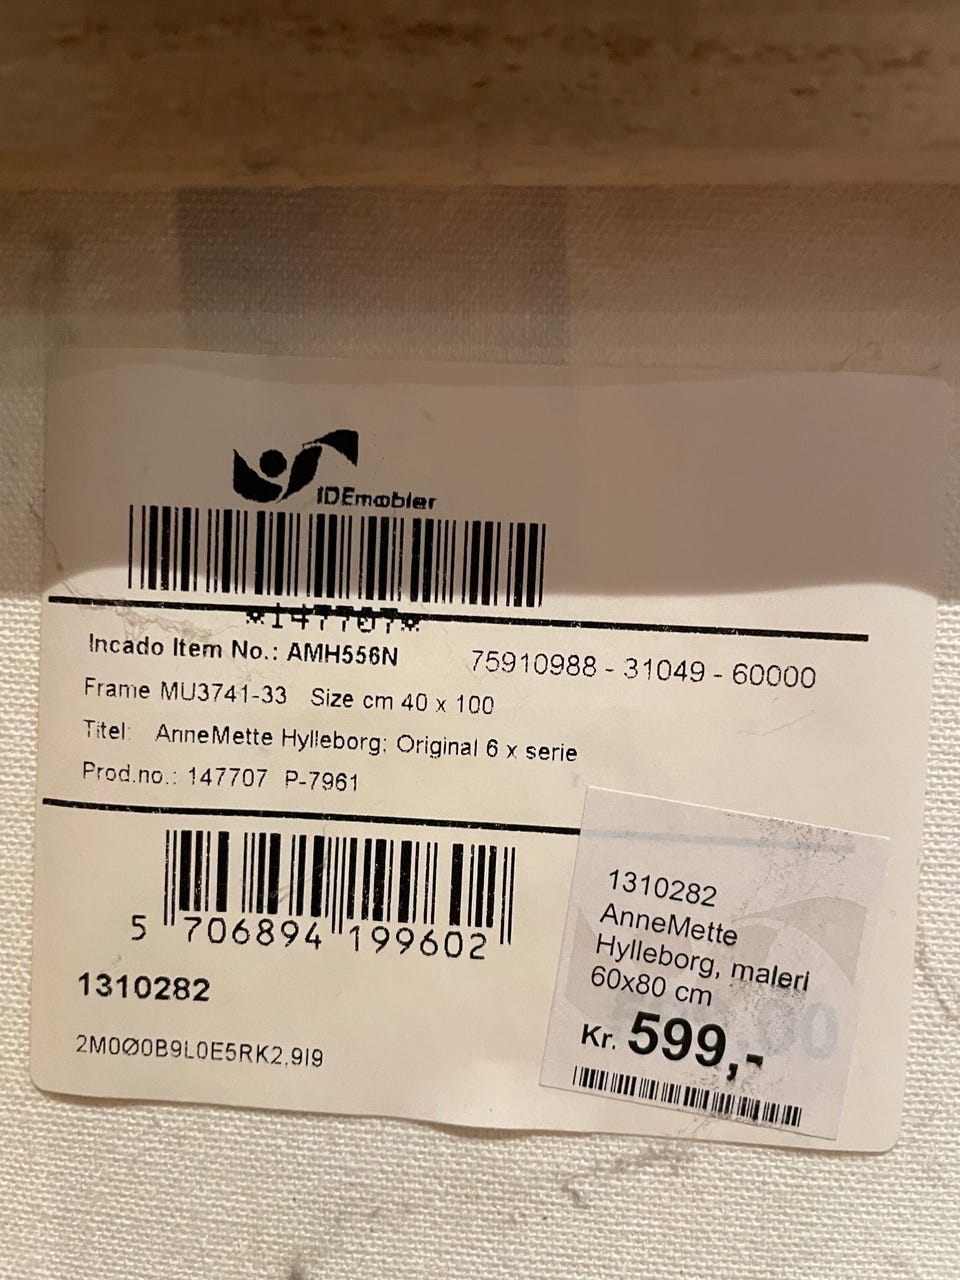 IDEmøbler
*147707*
Incado Item No.: AMH556N 75910988 - 31049 - 60000
Frame MU3741-33 Size cm 40 x 100
Titel: AnneMette Hylleborg: Original 6 x serie
Prod.no.: 147707 P-7961
5 706894 199602
1310282
2M0Ø0B9L0E5RK2,9I9
1310282
AnneMette
Hylleborg, maleri
60x80 cm
Kr. 599,-